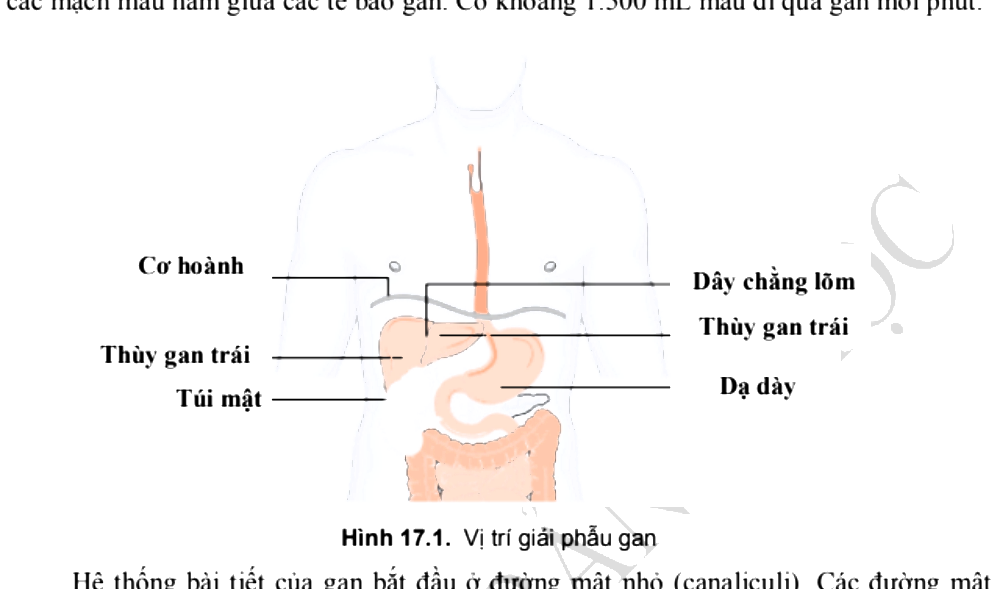 các mạch máu nằm giữa các tế bào gan. Có khoảng 1.500 mL máu đi qua gan mỗi phút.
Cơ hoành
Dây chằng lõm
Thùy gan trái
Thùy gan trái
Dạ dày
Túi mật
Hình 17.1. Vị trí giải phẫu gan
Hệ thống bài tiết của gan bắt đầu ở đường mật nhỏ (canaliculi). Các đường mật